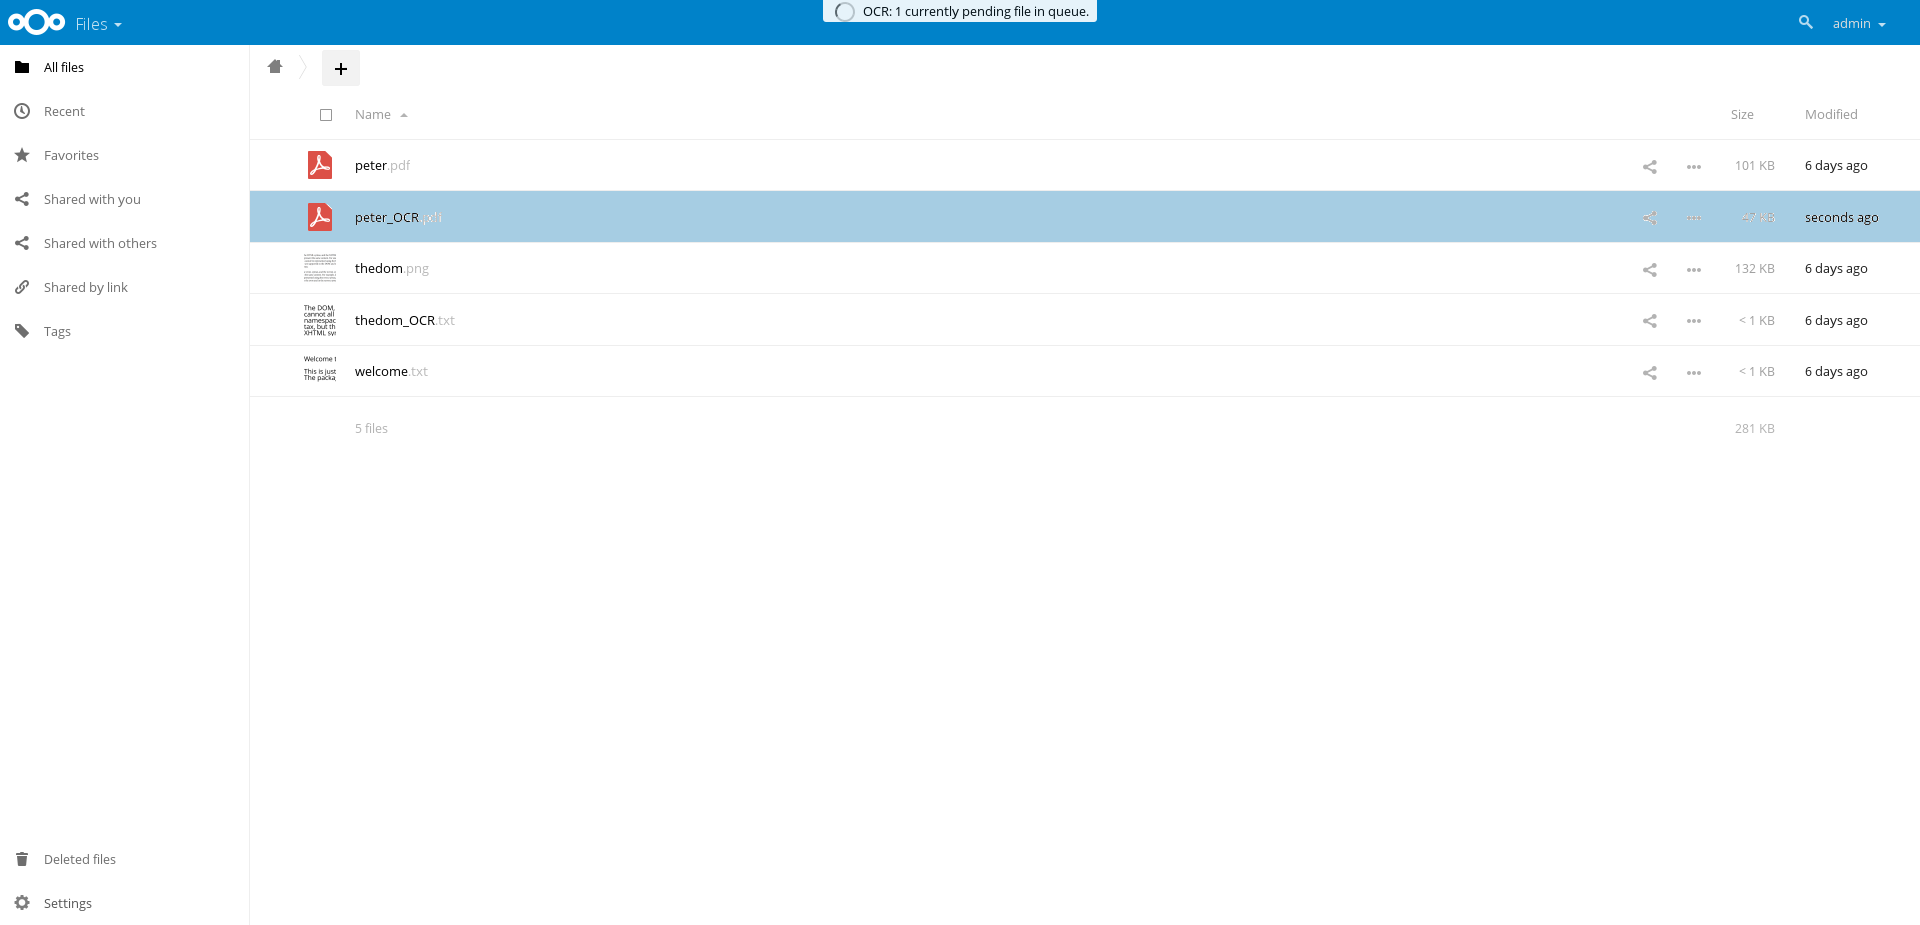 Files
OCR: 1 currently pending file in queue.
admin
All files
Recent
Favorites
Shared with you
Shared with others
Shared by link
Tags
Deleted files
Settings
Name Size Modified
peter.pdf 101 KB 6 days ago
peter_OCR.pdf 47 KB seconds ago
thedom.png 132 KB 6 days ago
The DOM,
cannot all
namespac
tax, but th
XHTML syn
thedom_OCR.txt < 1 KB 6 days ago
Welcome t
This is just
The packa
welcome.txt < 1 KB 6 days ago
5 files 281 KB